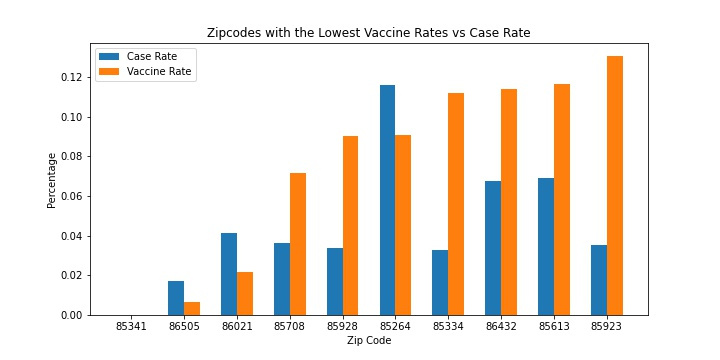 Zipcodes with the Lowest Vaccine Rates vs Case Rate
Case Rate
Vaccine Rate
Percentage
0.12
0.10
0.08
0.06
0.04
0.02
0.00
85341 86505 86021 85708 85928 85264 85334 86432 85613 85923
Zip Code